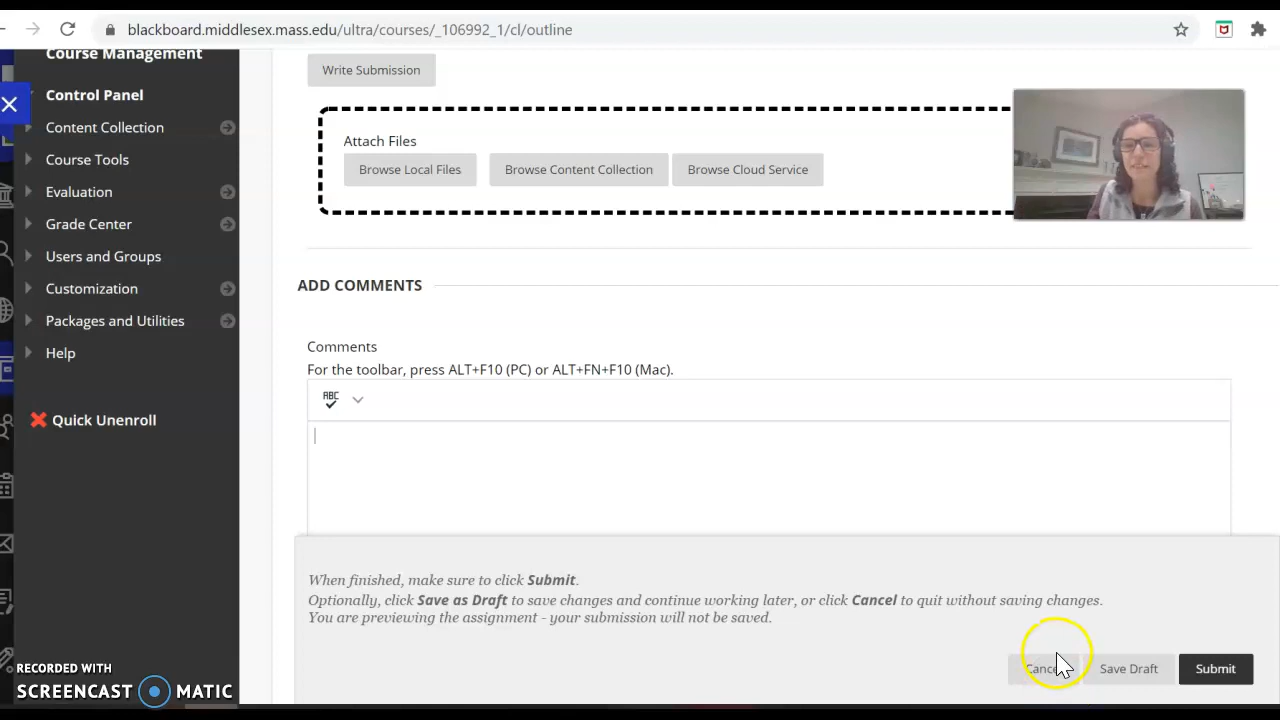 blackboard.middlesex.mass.edu/ultra/courses/_106992_1/cl/outline
Course Management
Control Panel
Content Collection
Course Tools
Evaluation
Grade Center
Users and Groups
Customization
Packages and Utilities
Help
Quick Unenroll
RECORDED WITH
SCREENCAST MATIC
Write Submission
Attach Files
Browse Local Files Browse Content Collection Browse Cloud Service
ADD COMMENTS
Comments
For the toolbar, press ALT+F10 (PC) or ALT+FN+F10 (Mac).
ABC
When finished, make sure to click Submit.
Optionally, click Save as Draft to save changes and continue working later, or click Cancel to quit without saving changes.
You are previewing the assignment - your submission will not be saved.
Cancel Save Draft Submit